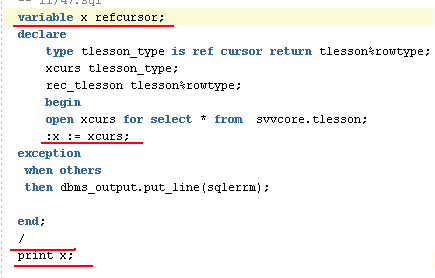 -- 11/47.sql
variable x refcursor;
declare
type tlesson_type is ref cursor return tlesson%rowtype;
xcurs tlesson_type;
rec_tlesson tlesson%rowtype;
begin
open xcurs for select * from svvcore.tlesson;
:x := xcurs;
exception
when others
then dbms_output.put_line(sqlerrm);
end;
/
print x;